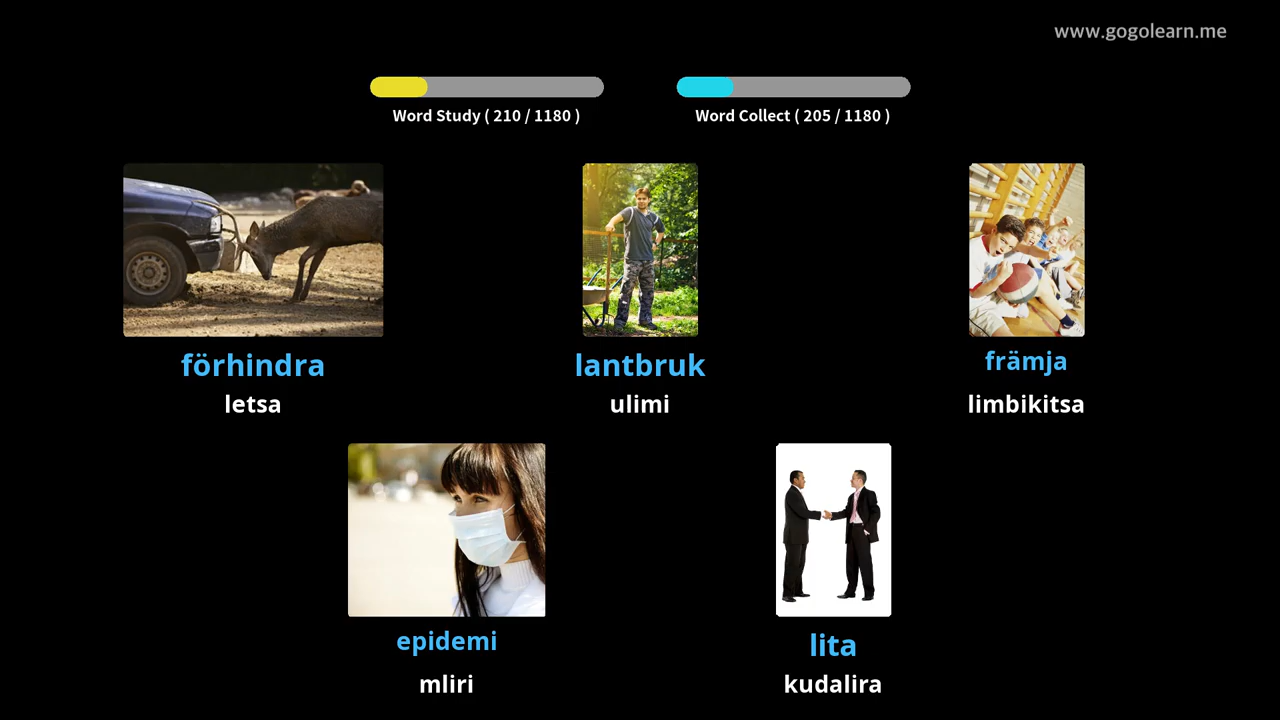 www.gogolearn.me
Word Study ( 210 / 1180 )
Word Collect ( 205 / 1180 )
förhindra
letsa
lantbruk
ulimi
främja
limbikitsa
epidemi
mliri
lita
kudalira